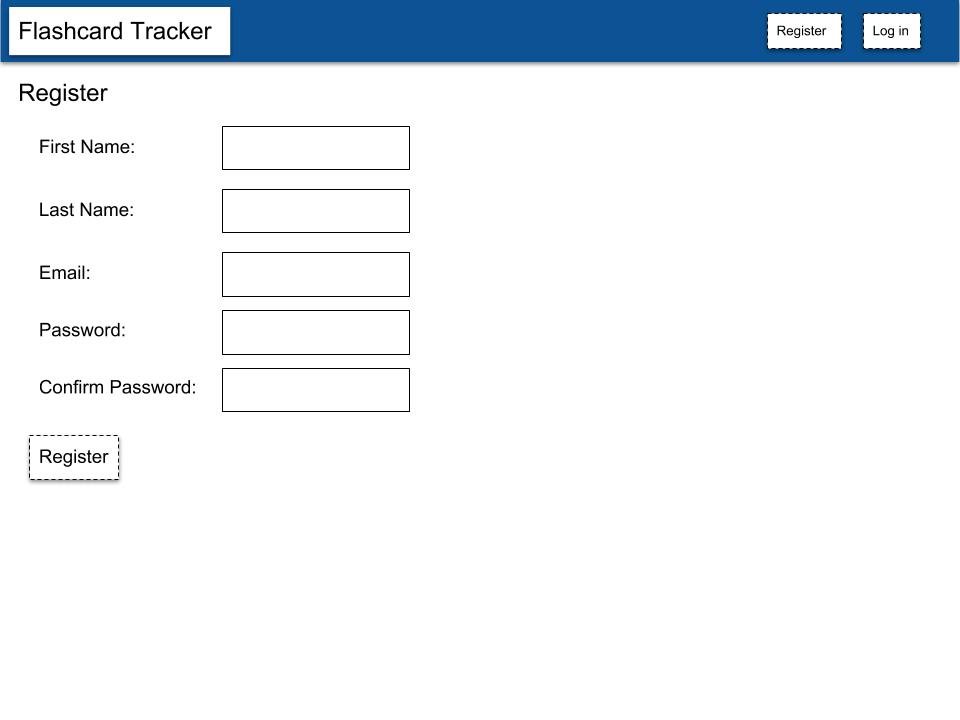 Flashcard Tracker
Register
Log in
Register
First Name:
Last Name:
Email:
Password:
Confirm Password:
Register